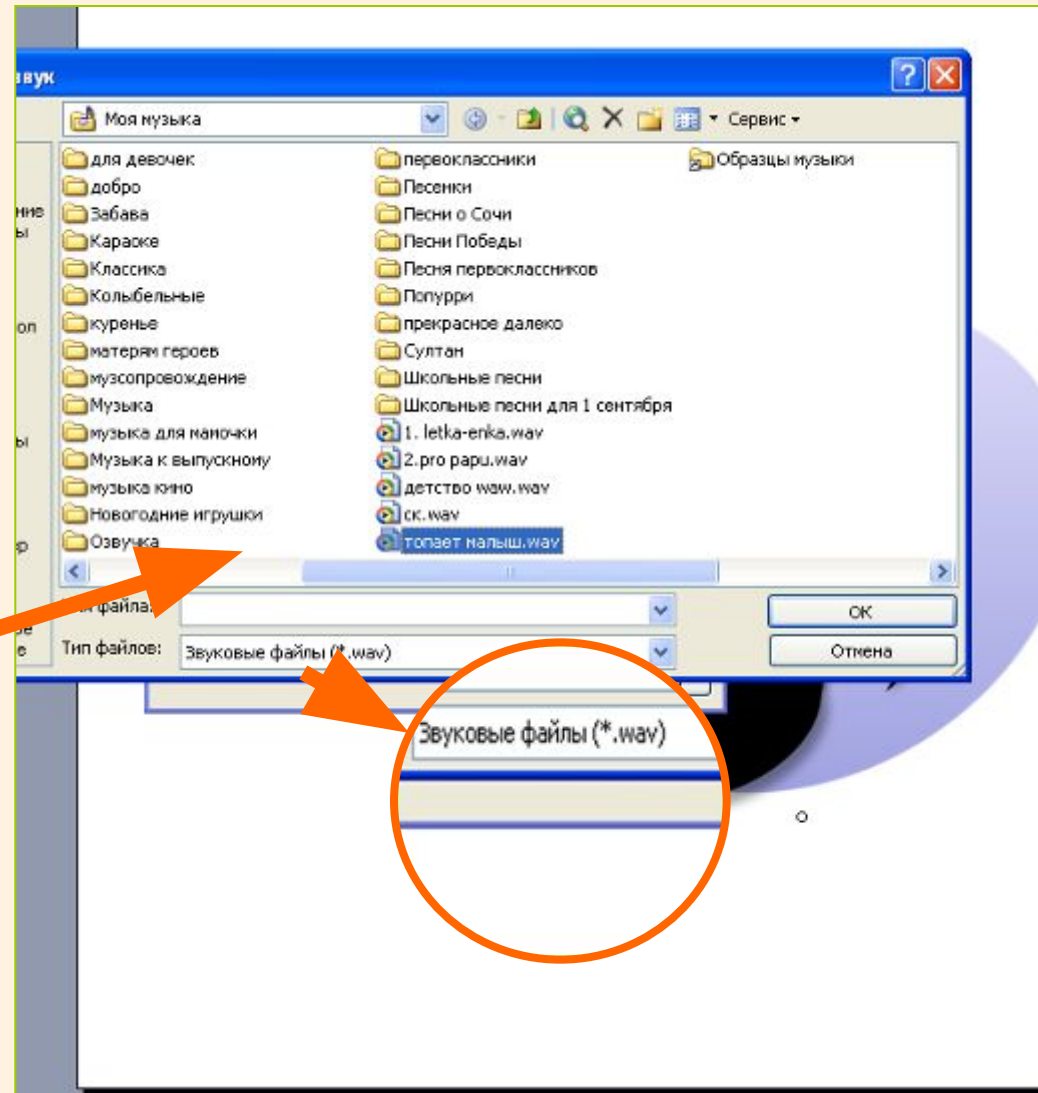 звук
Моя музыка
Сервис
для девочек
добро
Забава
Караоке
Классика
Колыбельные
куренье
матерям героев
музсопровождение
Музыка
музыка для мамочки
Музыка к выпускному
музыка кино
Новогодние игрушки
Озвучка
первоклассники
Песенки
Песни о Сочи
Песни Победы
Песня первоклассников
Попурри
прекрасное далеко
Султан
Школьные песни
Школьные песни для 1 сентября
1. letka-enka.wav
2.pro papu.wav
детство waw.wav
ск.wav
топает малыш.wav
Образцы музыки
файла:
ОК
Тип файлов:
Звуковые файлы (*.wav)
Отмена
Звуковые файлы (*.wav)